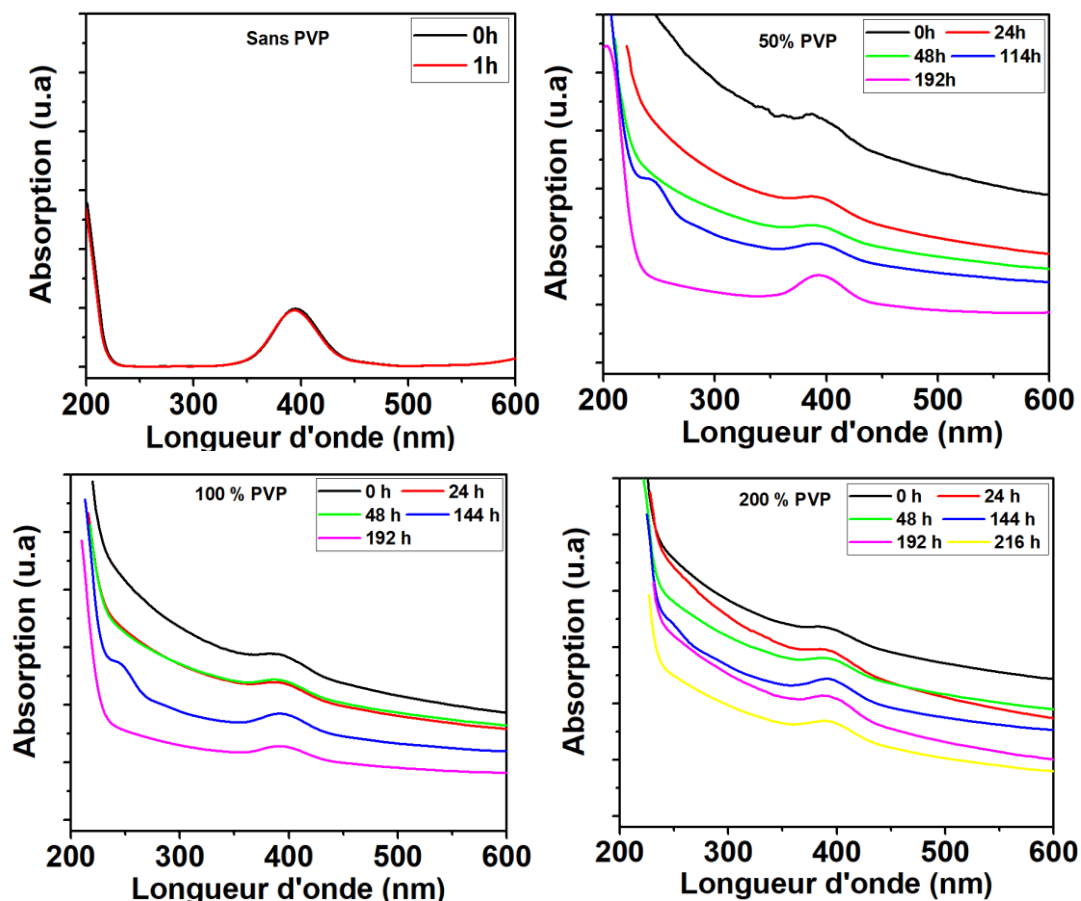 Sans PVP
0h
1h
Absorption (u.a)
200 300 400 500 600
Longueur d'onde (nm)
50% PVP
0h 24h
48h 114h
192h
Absorption (u.a)
200 300 400 500 600
Longueur d'onde (nm)
100 % PVP
0 h 24 h
48 h 144 h
192 h
Absorption (u.a)
200 300 400 500 600
Longueur d'onde (nm)
200 % PVP
0 h 24 h
48 h 144 h
192 h 216 h
Absorption (u.a)
200 300 400 500 600
Longueur d'onde (nm)